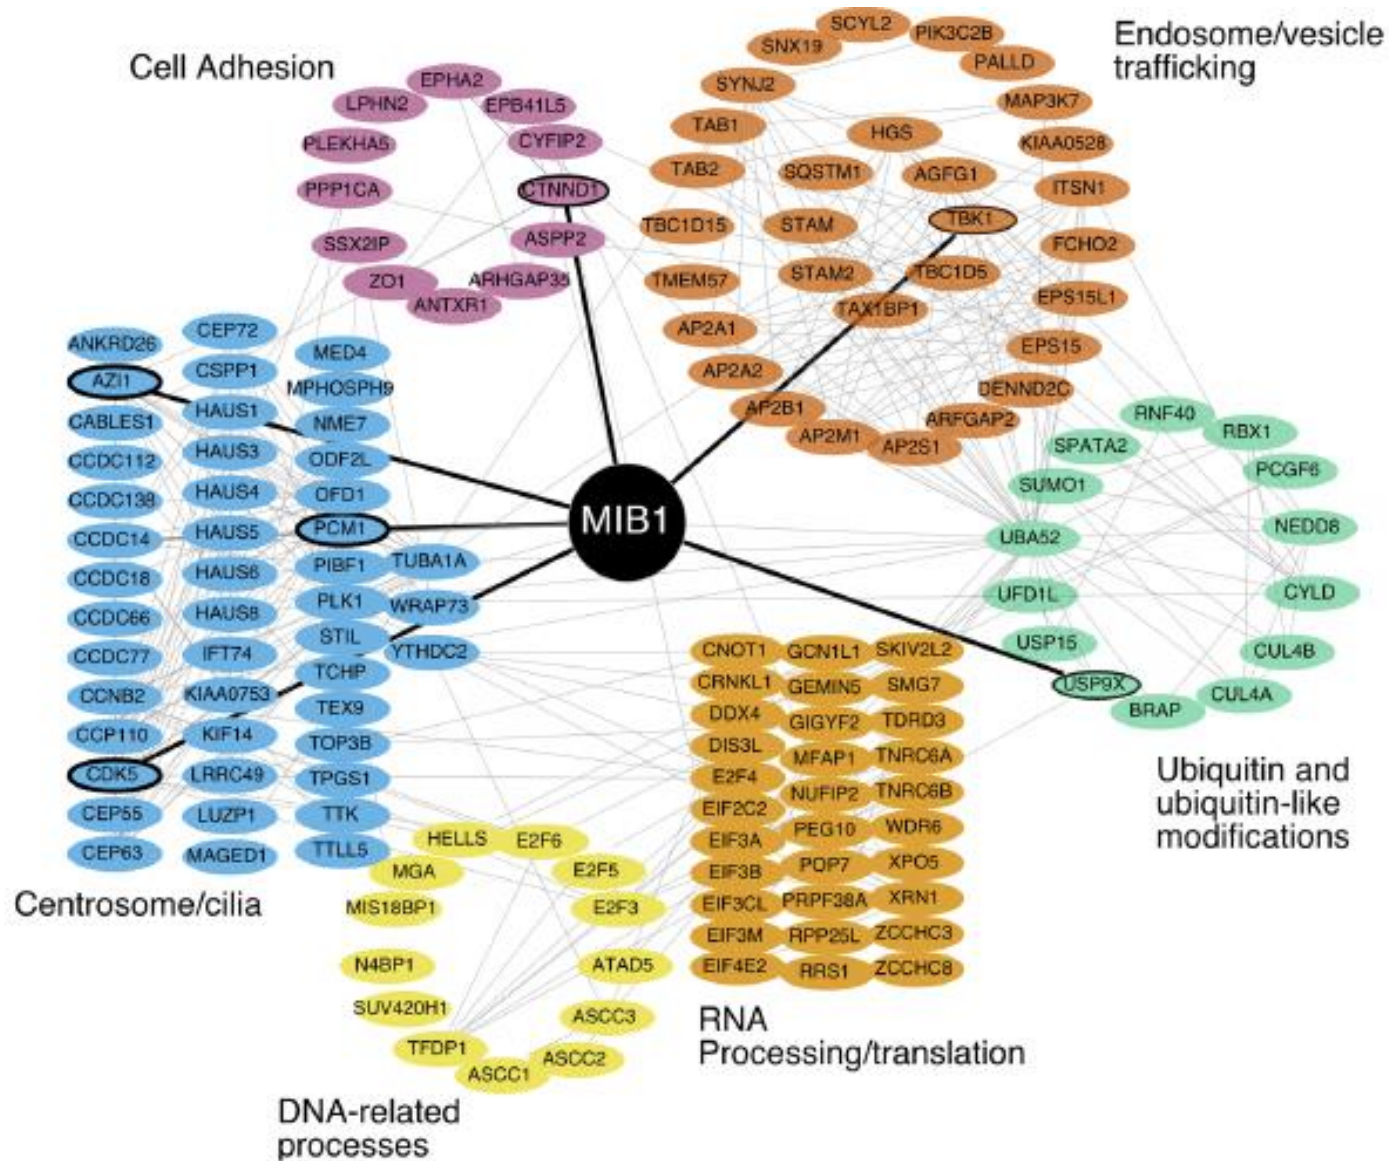 Cell Adhesion
EPHA2
LPHN2
EPB41L5
PLEKHA5
CYFIP2
PPP1CA
CTNND1
SSX2IP
ASPP2
ZO1
ARHGAP35
ANTXR1
Endosome/vesicle
trafficking
SCYL2
PIK3C2B
SNX19
PALLD
SYNJ2
MAP3K7
TAB1
HGS
KIAA0528
TAB2
SQSTM1
AGFG1
ITSN1
TBK1
TBC1D15
STAM
FCHO2
TMEM57
STAM2
TBC1D5
EPS15L1
TAX1BP1
AP2A1
EPS15
AP2A2
DENND2C
AP2B1
ARFGAP2
AP2M1
AP2S1
MIB1
ANKRD26
AZI1
CABLES1
CCDC112
CCDC138
CCDC14
CCDC18
CCDC66
CCDC77
CCNB2
CCP110
CDK5
CEP55
CEP63
CEP72
CSPP1
HAUS1
HAUS3
HAUS4
HAUS5
HAUS6
HAUS8
IFT74
KIAA0753
KIF14
LRRC49
LUZP1
MAGED1
MED4
MPHOSPH9
NME7
ODF2L
OFD1
PCM1
PIBF1
PLK1
STIL
TCHP
TEX9
TOP3B
TPGS1
TTK
TTLL5
TUBA1A
WRAP73
YTHDC2
Centrosome/cilia
RNF40
RBX1
SPATA2
PCGF6
SUMO1
NEDD8
UBA52
UFD1L
CYLD
USP15
CUL4B
USP9X
CUL4A
BRAP
Ubiquitin and
ubiquitin-like
modifications
CNOT1
CRNKL1
DDX4
DIS3L
E2F4
EIF2C2
EIF3A
EIF3B
EIF3CL
EIF3M
EIF4E2
GCN1L1
GEMIN5
GIGYF2
MFAP1
NUFIP2
PEG10
POP7
PRPF38A
RPP25L
RRS1
SKIV2L2
SMG7
TDRD3
TNRC6A
TNRC6B
WDR6
XPO5
XRN1
ZCCHC3
ZCCHC8
RNA
Processing/translation
HELLS
E2F6
MGA
E2F5
MIS18BP1
E2F3
N4BP1
ATAD5
SUV420H1
ASCC3
TFDP1
ASCC2
ASCC1
DNA-related
processes